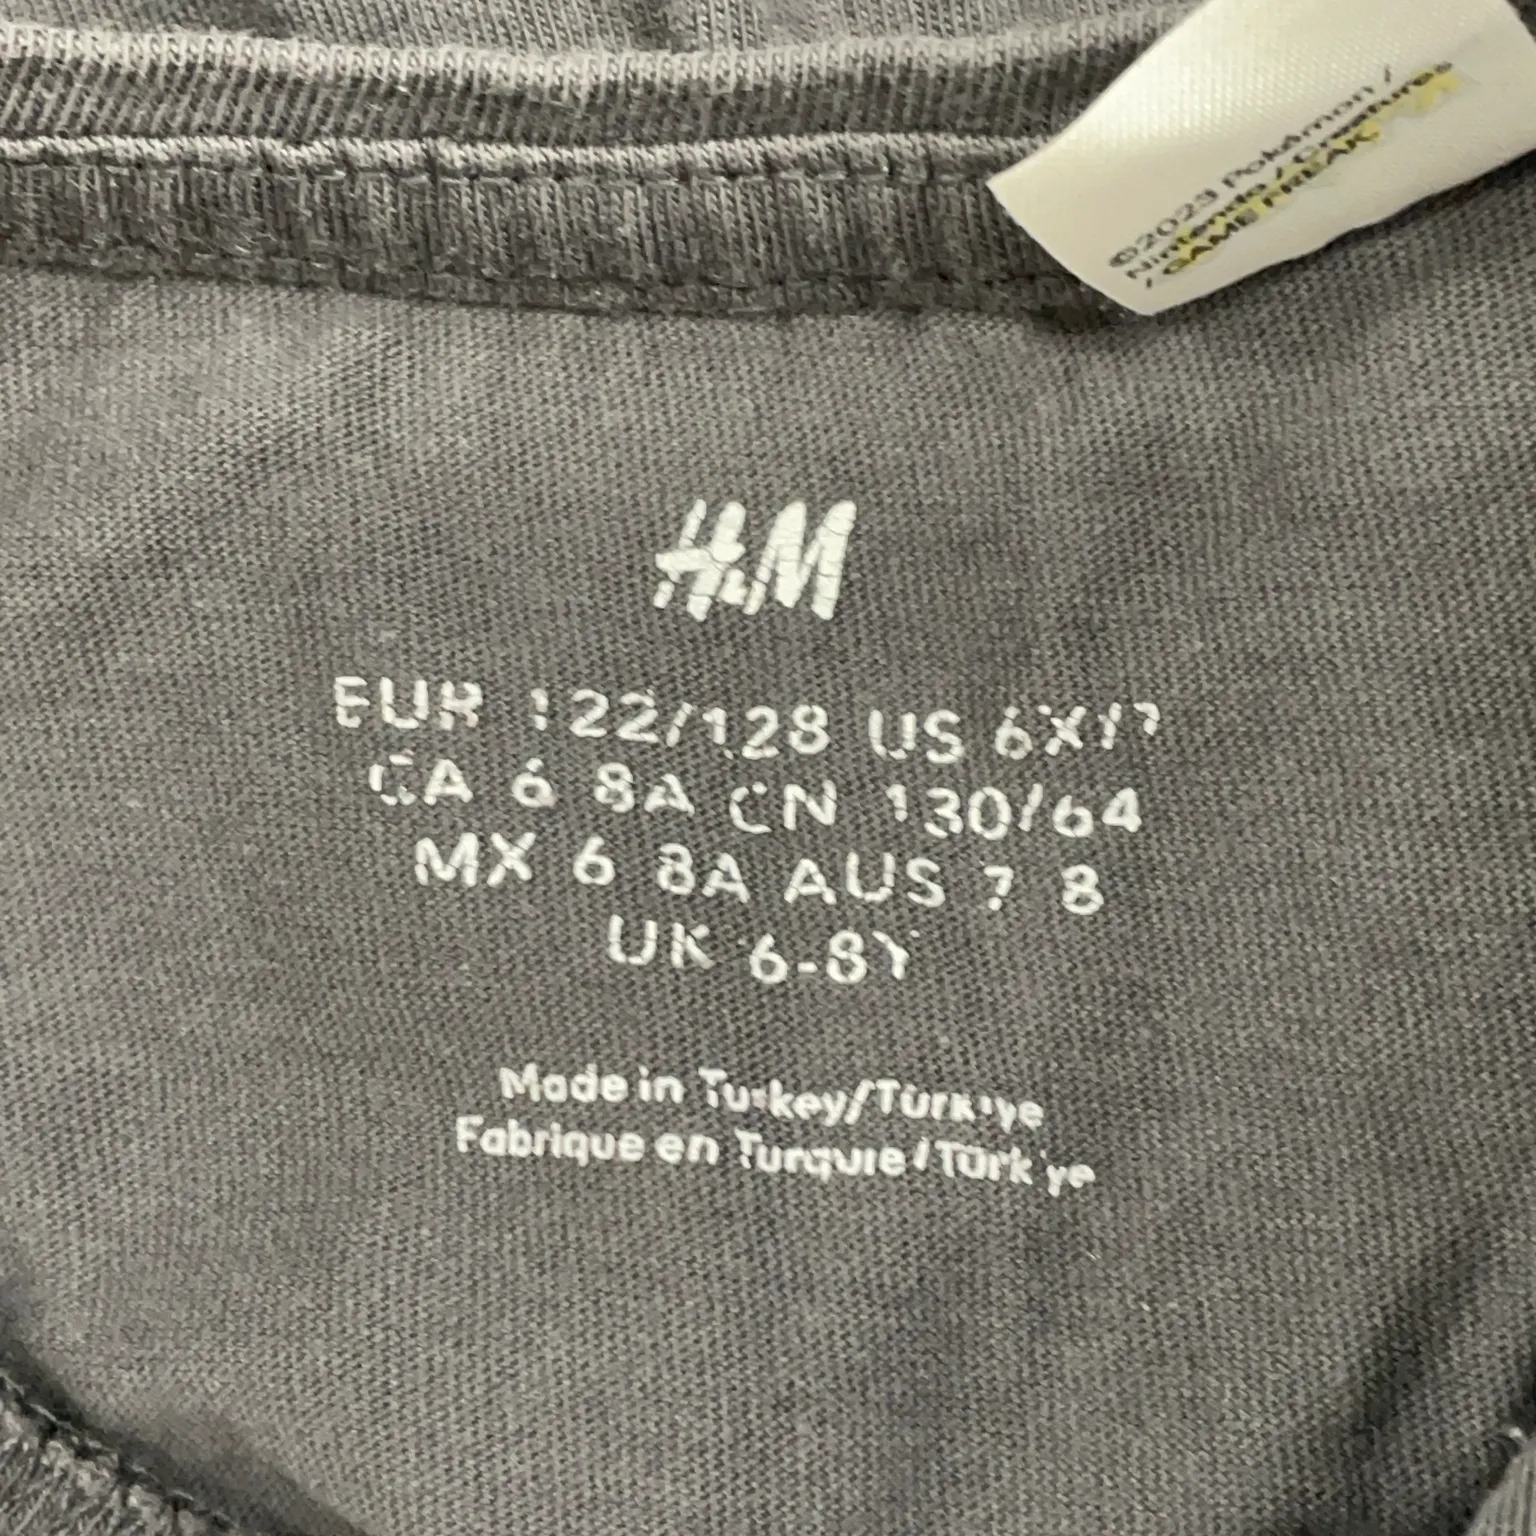 ©2023 Pokémon /
Nintendo / Creatures
/ GAME FREAK
H&M
EUR 122/128 US 6X/7
CA 6-8A CN 130/64
MX 6-8A AUS 7-8
UK 6-8Y
Made in Turkey/Türkiye
Fabriqué en Turquie/Türkiye